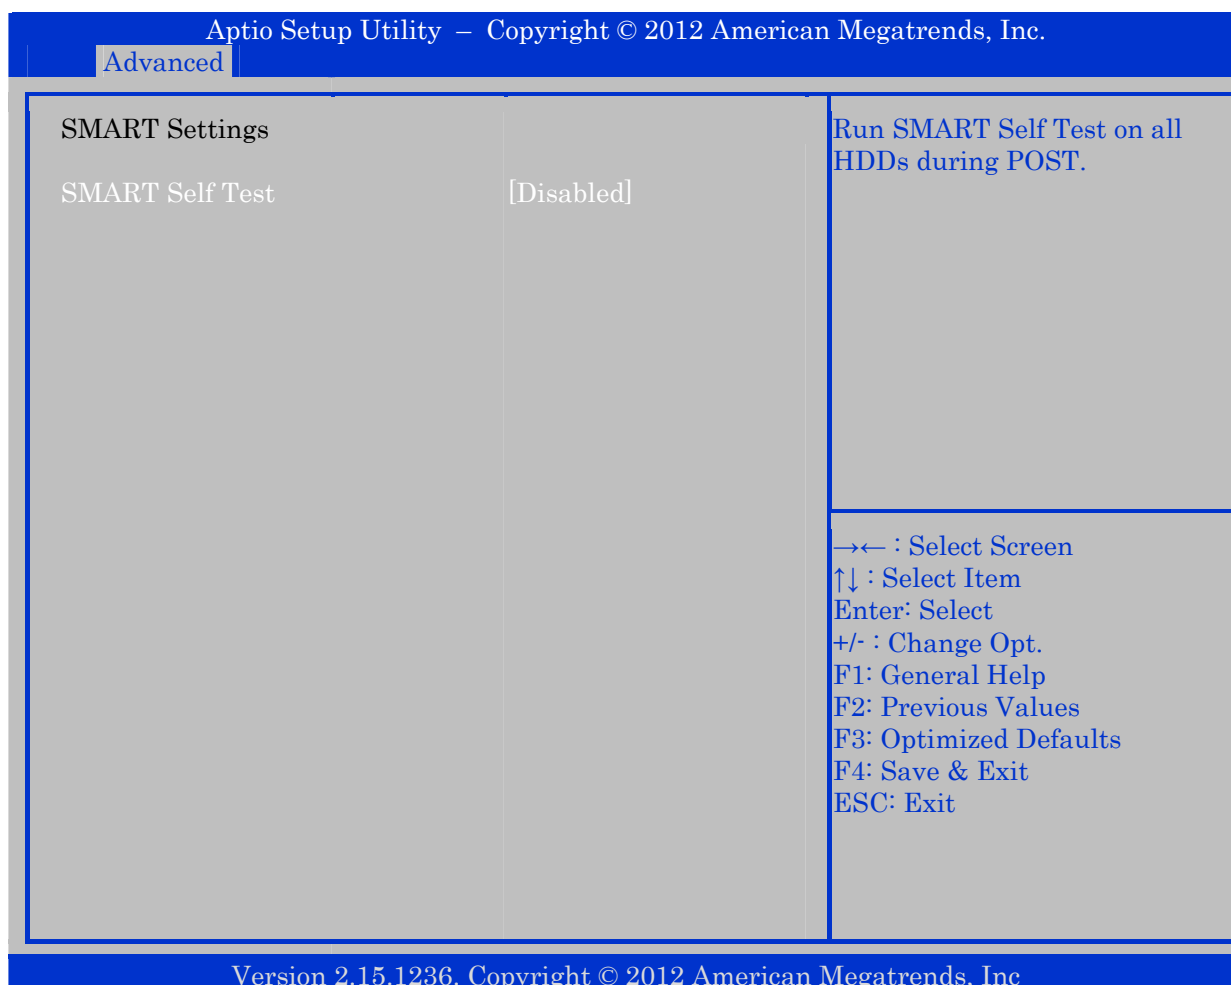 Aptio Setup Utility – Copyright © 2012 American Megatrends, Inc.
Advanced
SMART Settings
SMART Self Test [Disabled]
Run SMART Self Test on all
HDDs during POST.
→← : Select Screen
↑↓ : Select Item
Enter: Select
+/- : Change Opt.
F1: General Help
F2: Previous Values
F3: Optimized Defaults
F4: Save & Exit
ESC: Exit
Version 2.15.1236. Copyright © 2012 American Megatrends, Inc